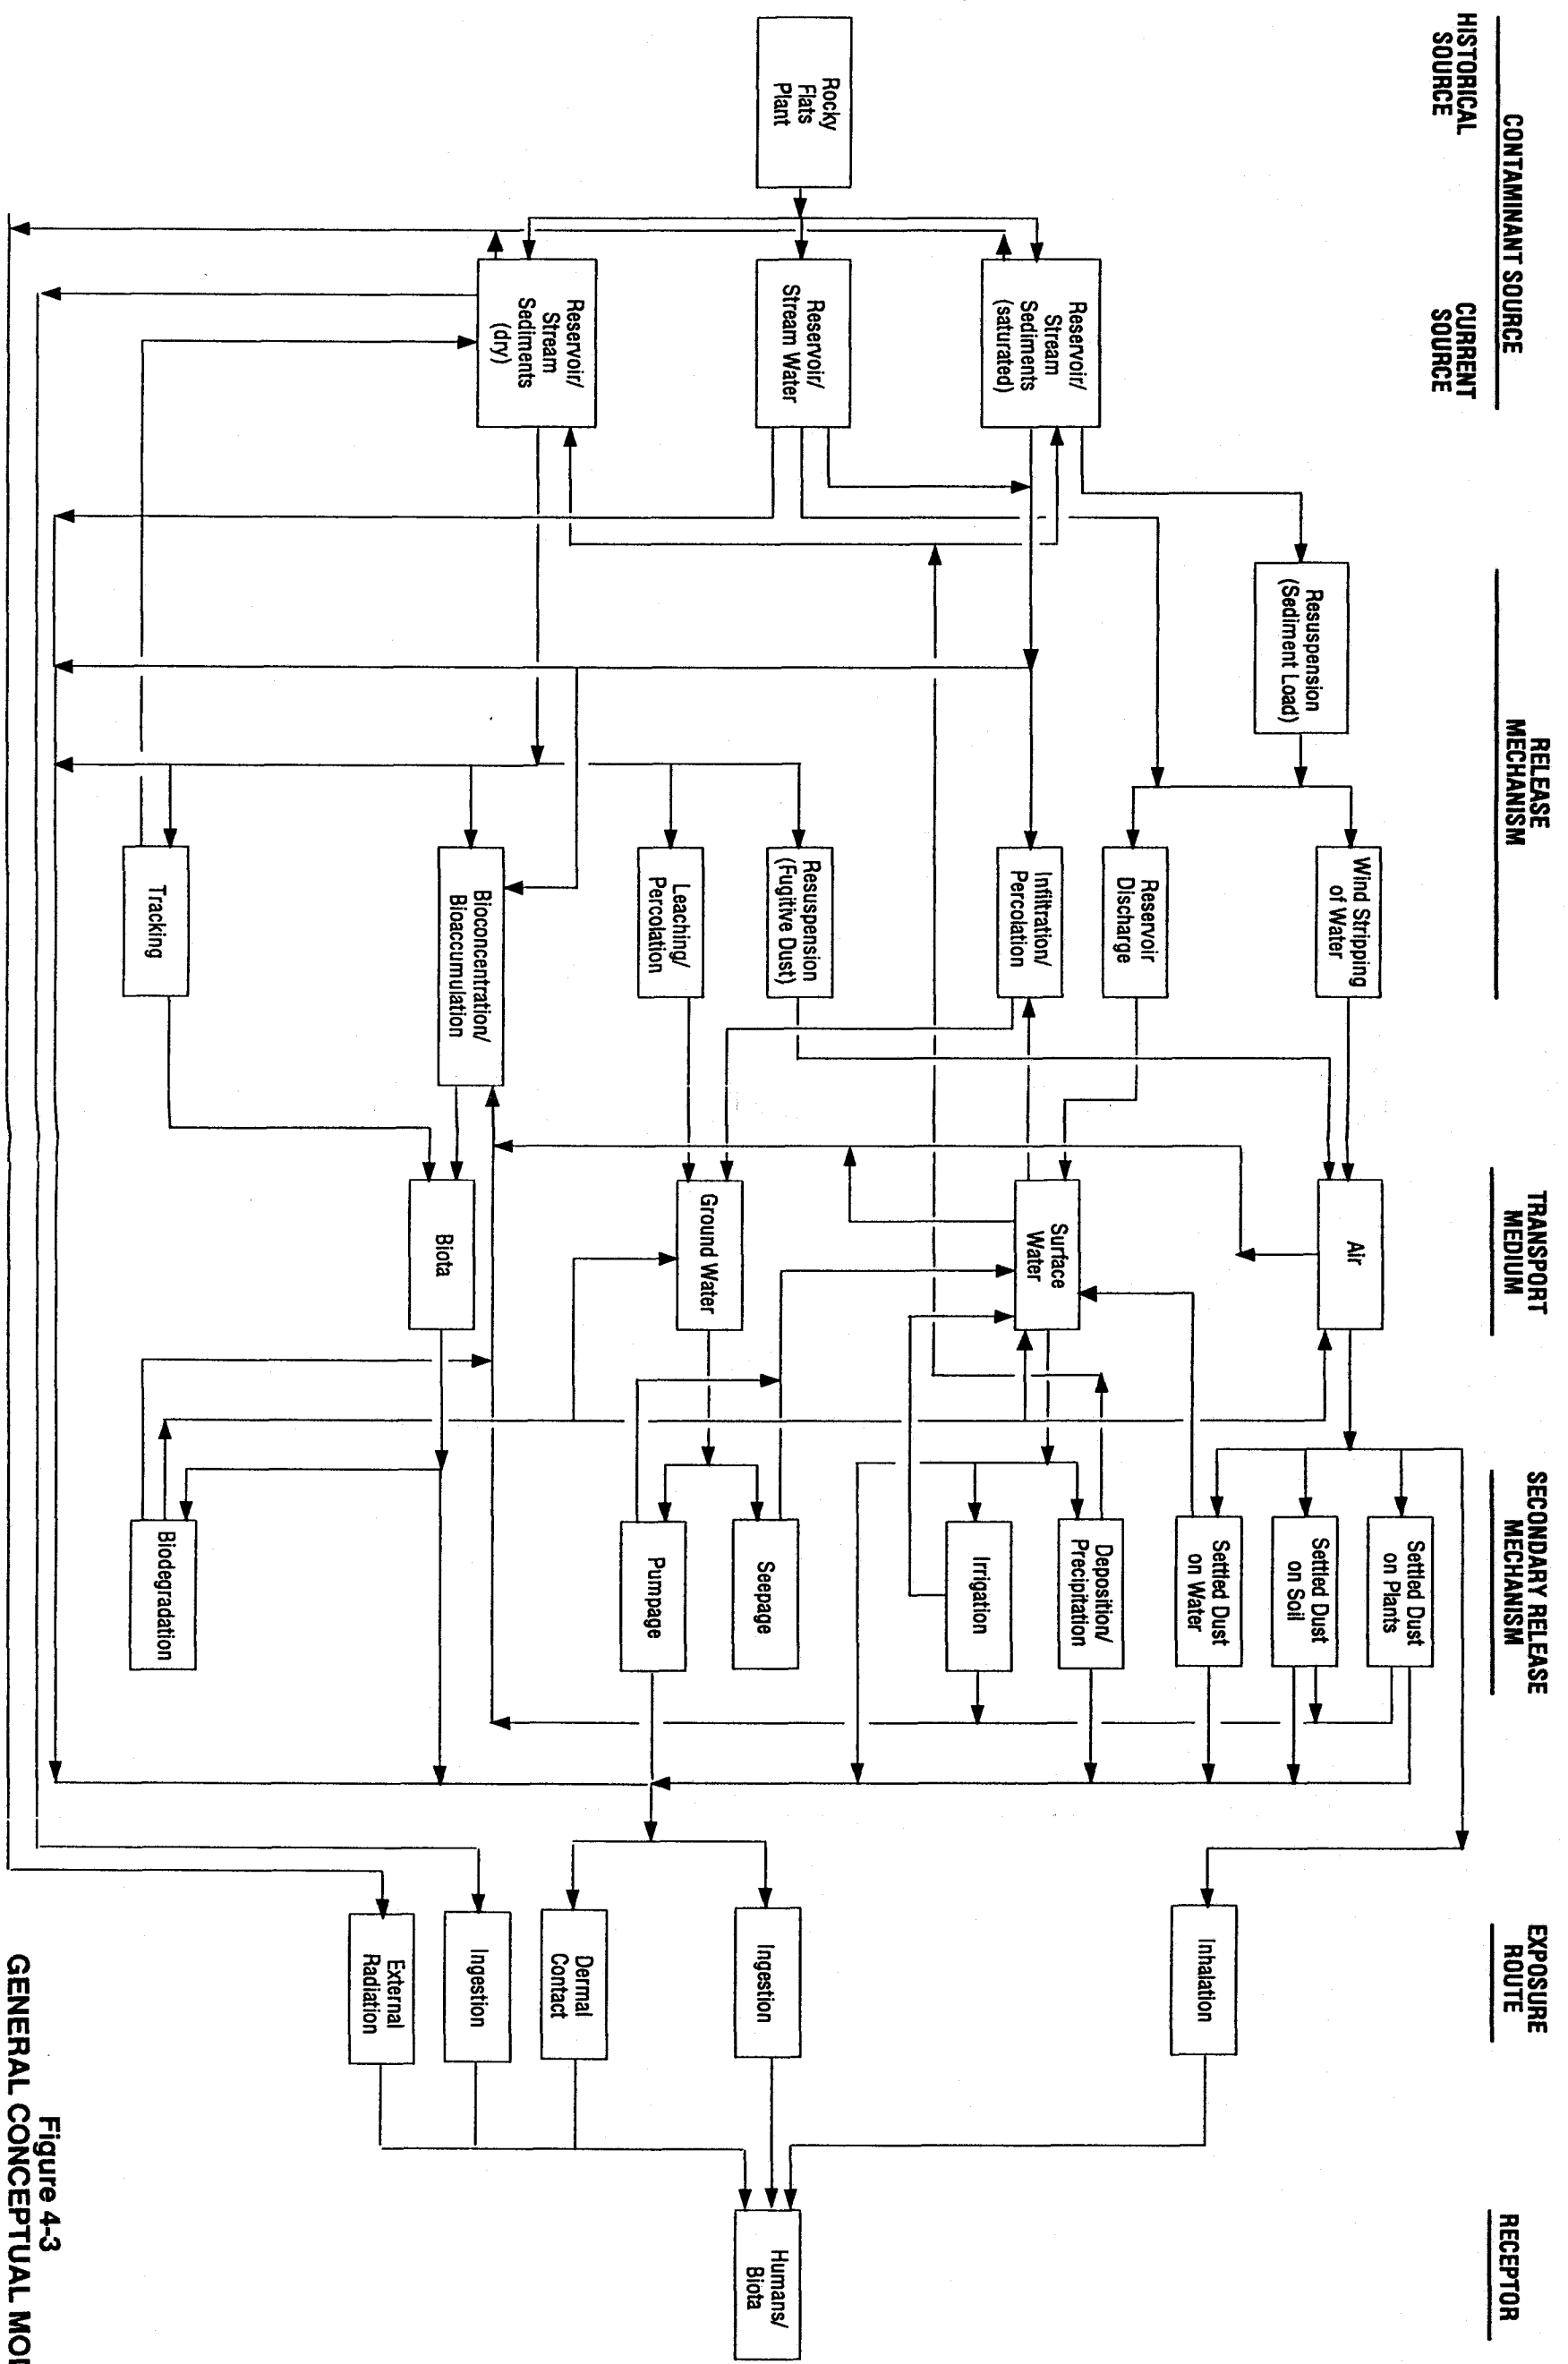 CONTAMINANT SOURCE
HISTORICAL
SOURCE
CURRENT
SOURCE
RELEASE
MECHANISM
TRANSPORT
MEDIUM
SECONDARY RELEASE
MECHANISM
EXPOSURE
ROUTE
RECEPTOR
Rocky
Flats
Plant
Reservoir/
Stream
Sediments
(saturated)
Reservoir/
Stream Water
Reservoir/
Stream
Sediments
(dry)
Resuspension
(Sediment Load)
Wind Stripping
of Water
Reservoir
Discharge
Infiltration/
Percolation
Resuspension
(Fugitive Dust)
Leaching/
Percolation
Bioconcentration/
Bioaccumulation
Tracking
Air
Surface
Water
Ground Water
Biota
Settled Dust
on Plants
Settled Dust
on Soil
Settled Dust
on Water
Deposition/
Precipitation
Irrigation
Seepage
Pumpage
Biodegradation
Inhalation
Ingestion
Dermal
Contact
Ingestion
External
Radiation
Humans/
Biota
Figure 4-3
GENERAL CONCEPTUAL